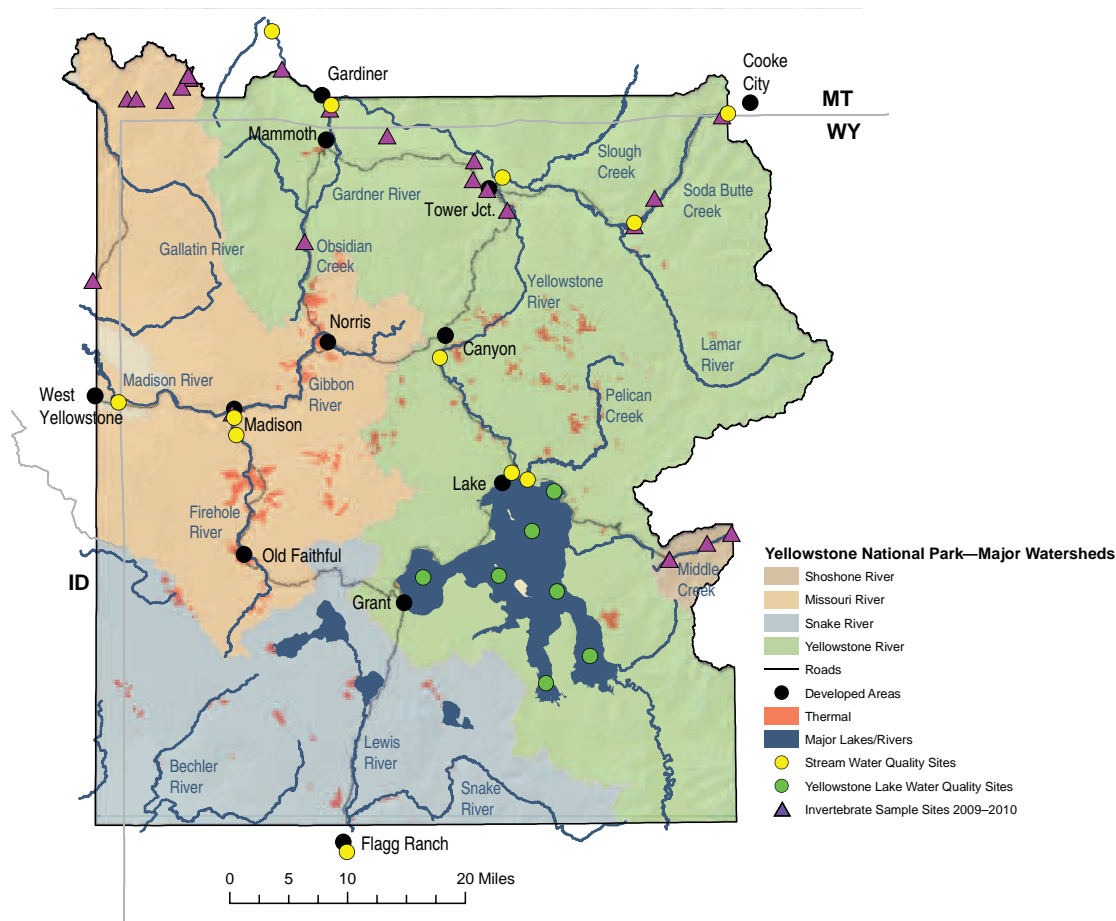 Cooke
City
Gardiner
MT
WY
Mammoth
Slough
Creek
Gardner River
Soda Butte
Creek
Tower Jct.
Gallatin River
Obsidian
Creek
Yellowstone
River
Norris
Canyon
Lamar
River
West
Yellowstone
Madison River
Gibbon
River
Pelican
Creek
Madison
Lake
Firehole
River
Old Faithful
ID
Middle
Creek
Grant
Lewis
River
Bechler
River
Snake
River
Flagg Ranch
0 5 10 20 Miles
Yellowstone National Park—Major Watersheds
Shoshone River
Missouri River
Snake River
Yellowstone River
Roads
Developed Areas
Thermal
Major Lakes/Rivers
Stream Water Quality Sites
Yellowstone Lake Water Quality Sites
Invertebrate Sample Sites 2009–2010